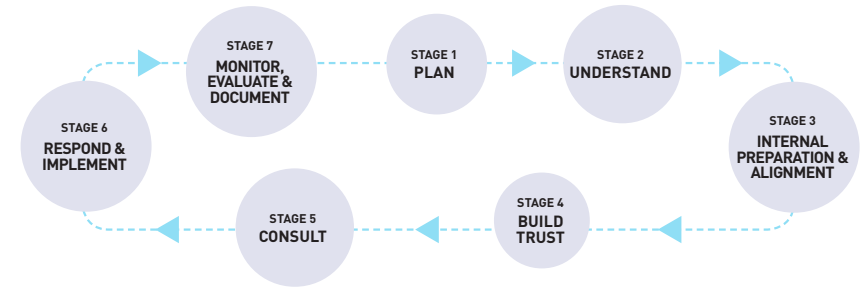 STAGE 1
PLAN
STAGE 2
UNDERSTAND
STAGE 3
INTERNAL
PREPARATION &
ALIGNMENT
STAGE 4
BUILD
TRUST
STAGE 5
CONSULT
STAGE 6
RESPOND &
IMPLEMENT
STAGE 7
MONITOR,
EVALUATE &
DOCUMENT